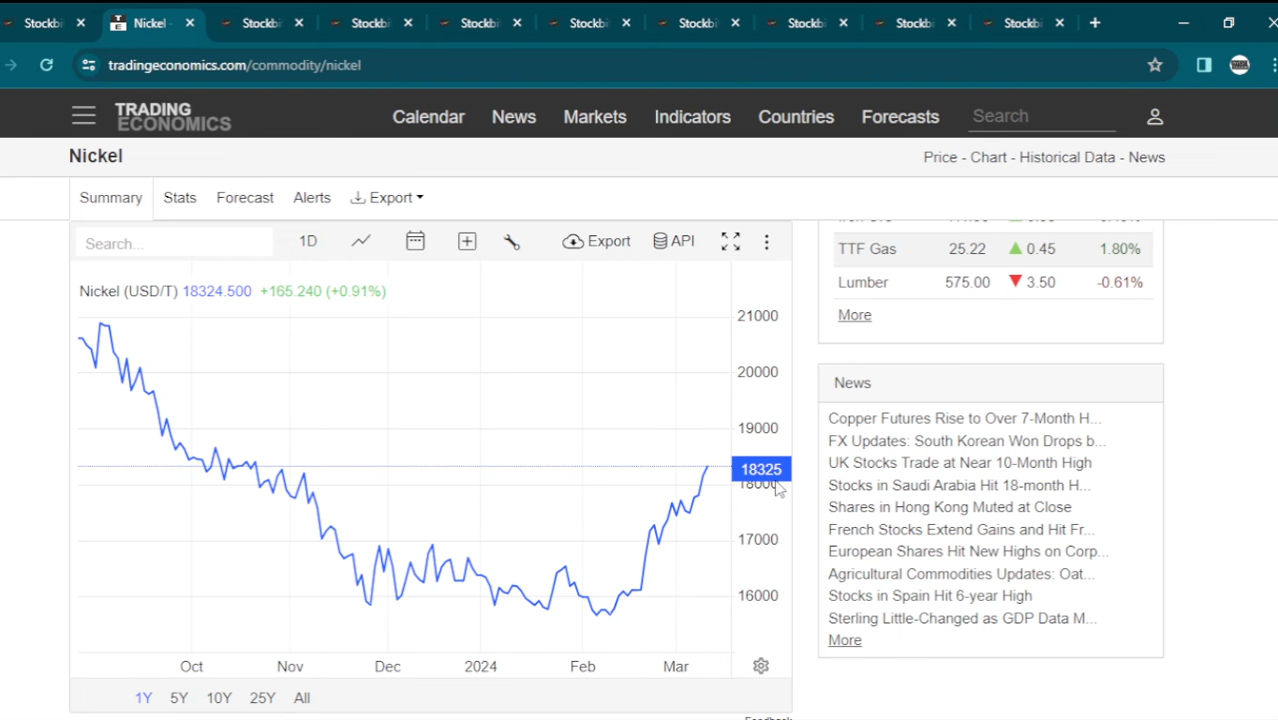 Stockbi
Nickel -
Stockbi
Stockbi
Stockbi
Stockbi
Stockbi
Stockbi
Stockbi
Stockbi
tradingeconomics.com/commodity/nickel
TRADING
ECONOMICS
Calendar
News
Markets
Indicators
Countries
Forecasts
Search
Nickel
Price - Chart - Historical Data - News
Summary
Stats
Forecast
Alerts
Export
Search...
1D
Export
API
TTF Gas 25.22 0.45 1.80%
Lumber 575.00 3.50 -0.61%
More
Nickel (USD/T) 18324.500 +165.240 (+0.91%)
21000
20000
19000
18325
18000
17000
16000
Oct
Nov
Dec
2024
Feb
Mar
1Y
5Y
10Y
25Y
All
News
Copper Futures Rise to Over 7-Month H...
FX Updates: South Korean Won Drops b...
UK Stocks Trade at Near 10-Month High
Stocks in Saudi Arabia Hit 18-month H...
Shares in Hong Kong Muted at Close
French Stocks Extend Gains and Hit Fr...
European Shares Hit New Highs on Corp...
Agricultural Commodities Updates: Oat...
Stocks in Spain Hit 6-year High
Sterling Little-Changed as GDP Data M...
More
Feedback